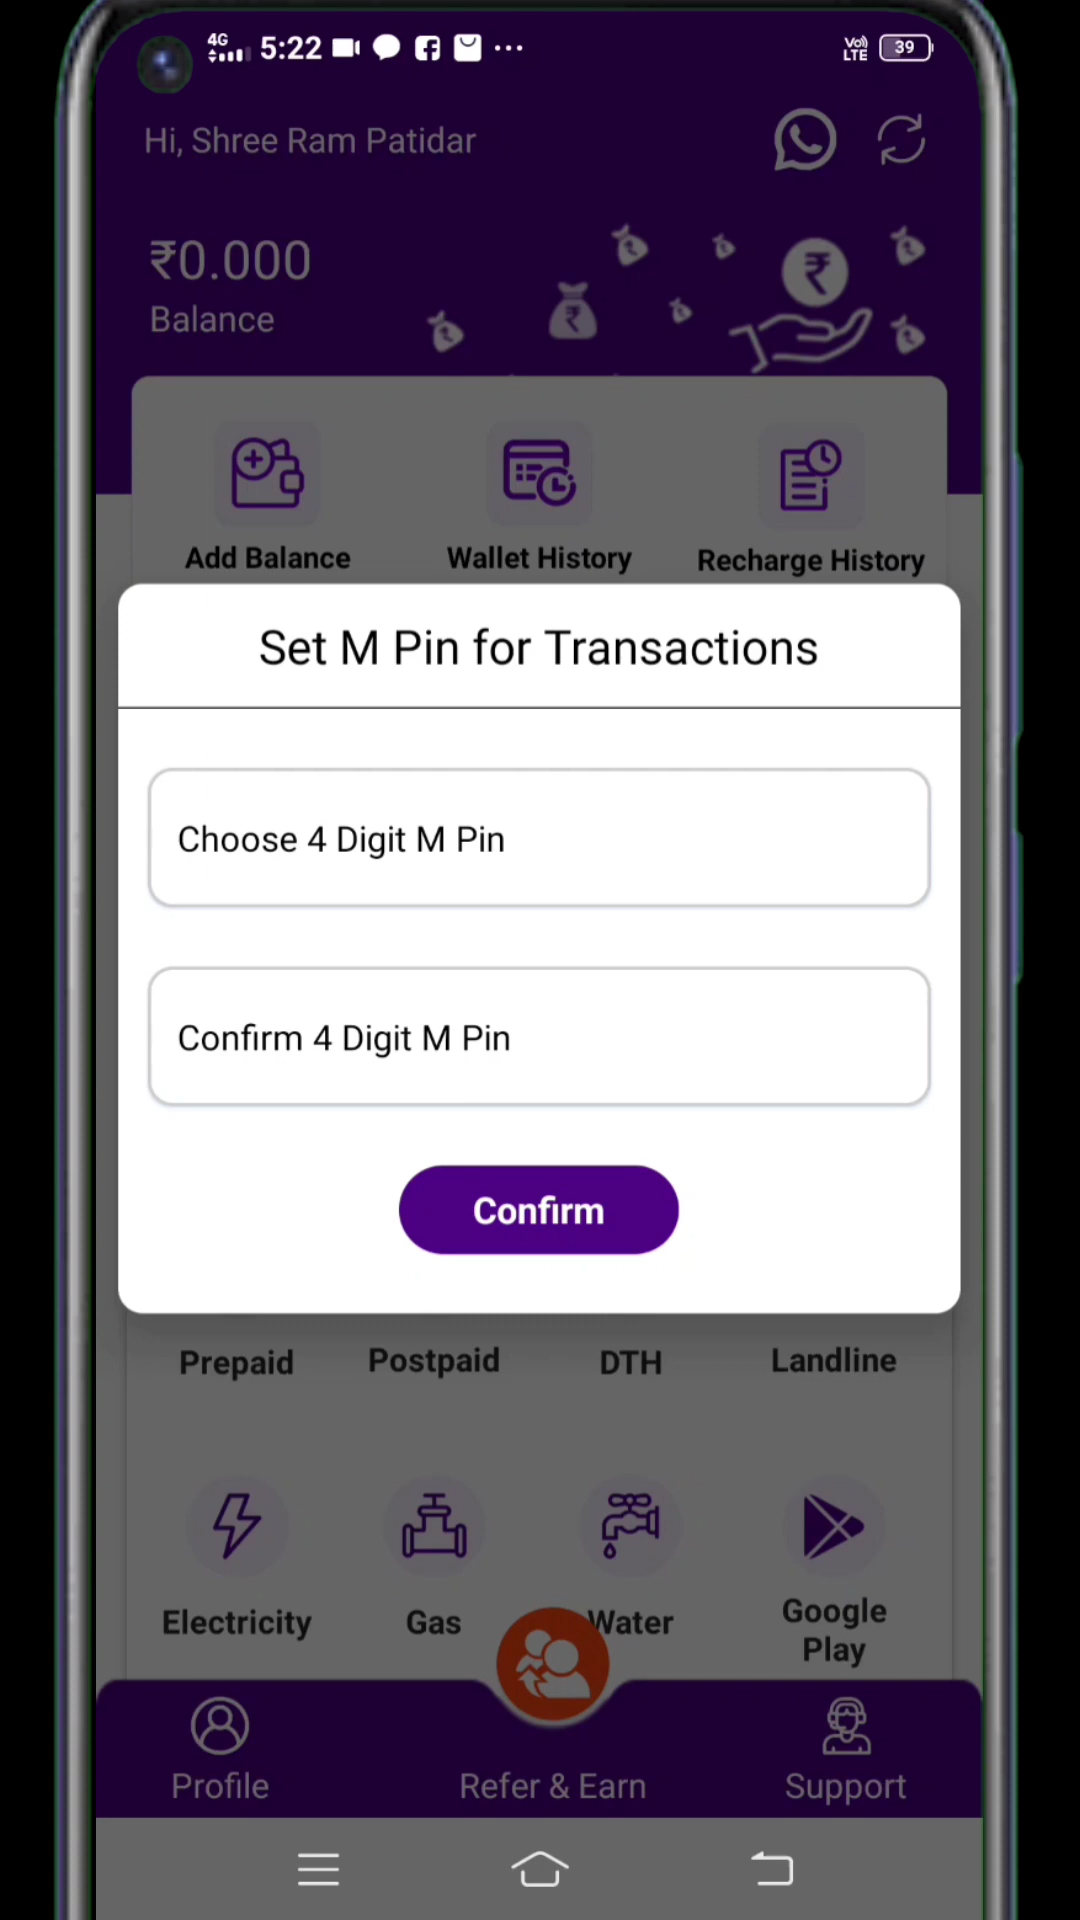 4G 5:22 Vo)) LTE 39
Hi, Shree Ram Patidar
₹0.000
Balance
Add Balance Wallet History Recharge History
Set M Pin for Transactions
Choose 4 Digit M Pin
Confirm 4 Digit M Pin
Confirm
Prepaid Postpaid DTH Landline
Electricity Gas Water Google Play
Profile Refer & Earn Support